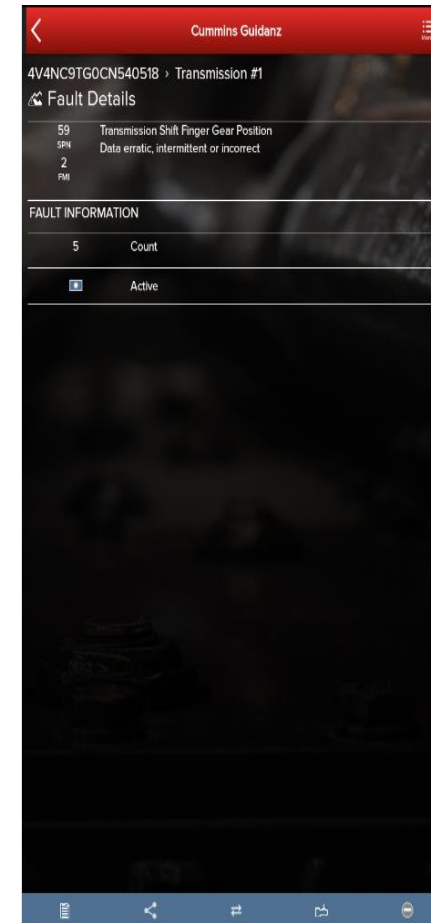 Cummins Guidanz
4V4NC9TG0CN540518 › Transmission #1
Fault Details
59 Transmission Shift Finger Gear Position
SPN Data erratic, intermittent or incorrect
2
FMI
FAULT INFORMATION
5 Count
Active